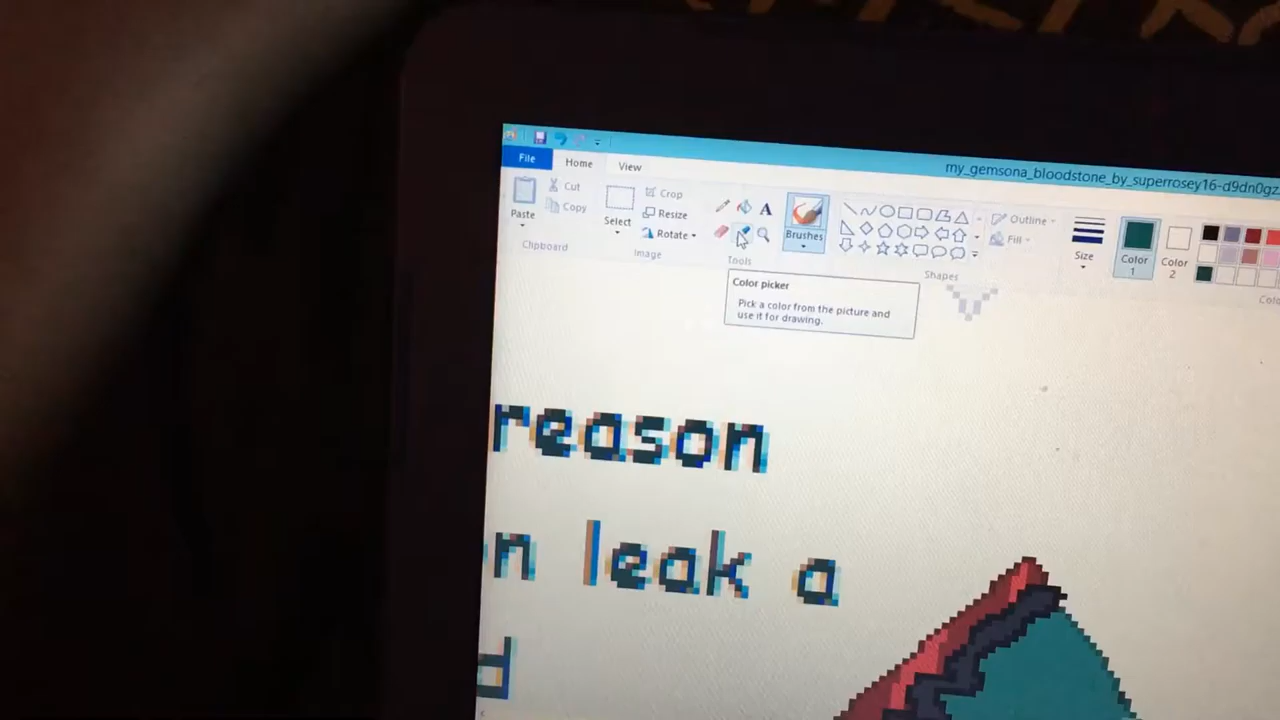 my_gemsona_bloodstone_by_superrosey16-d9dn0gz
File Home View
Paste Cut Copy
Clipboard
Select Crop Resize Rotate
Image
A
Tools
Brushes
Shapes
Outline Fill
Size
Color 1
Color 2
Color picker
Pick a color from the picture and
use it for drawing.
reason
n leak a
d